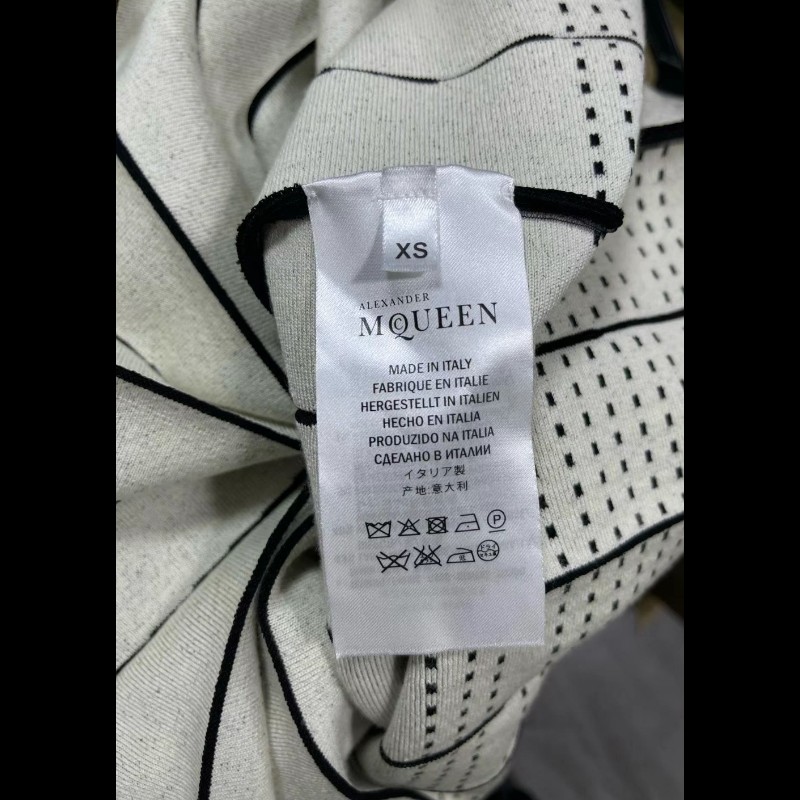 XS
ALEXANDER
McQUEEN
MADE IN ITALY
FABRIQUE EN ITALIE
HERGESTELLT IN ITALIEN
HECHO EN ITALIA
PRODUZIDO NA ITALIA
СДЕЛАНО В ИТАЛИИ
イタリア製
产地:意大利
P